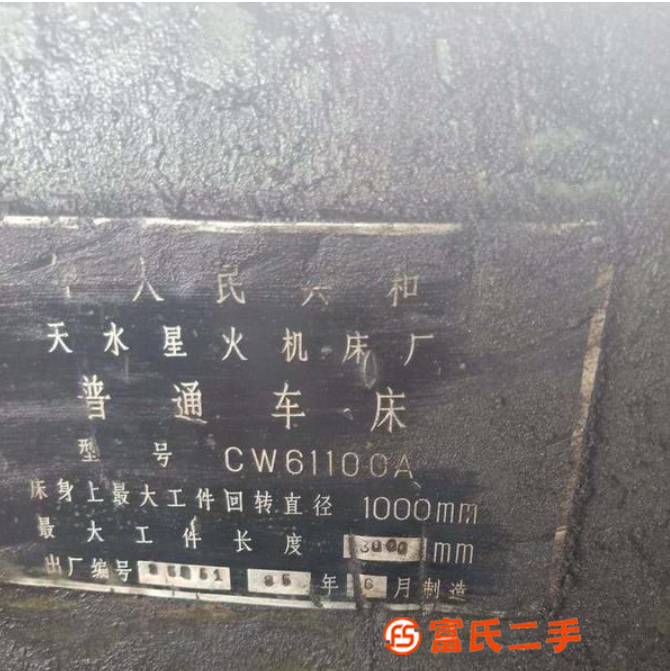 人民共和
天水星火机床厂
普通车床
型号 CW61100A
床身上最大工件回转直径 1000mm
最大工件长度 3000 mm
出厂编号 年 6 月制造
富氏二手